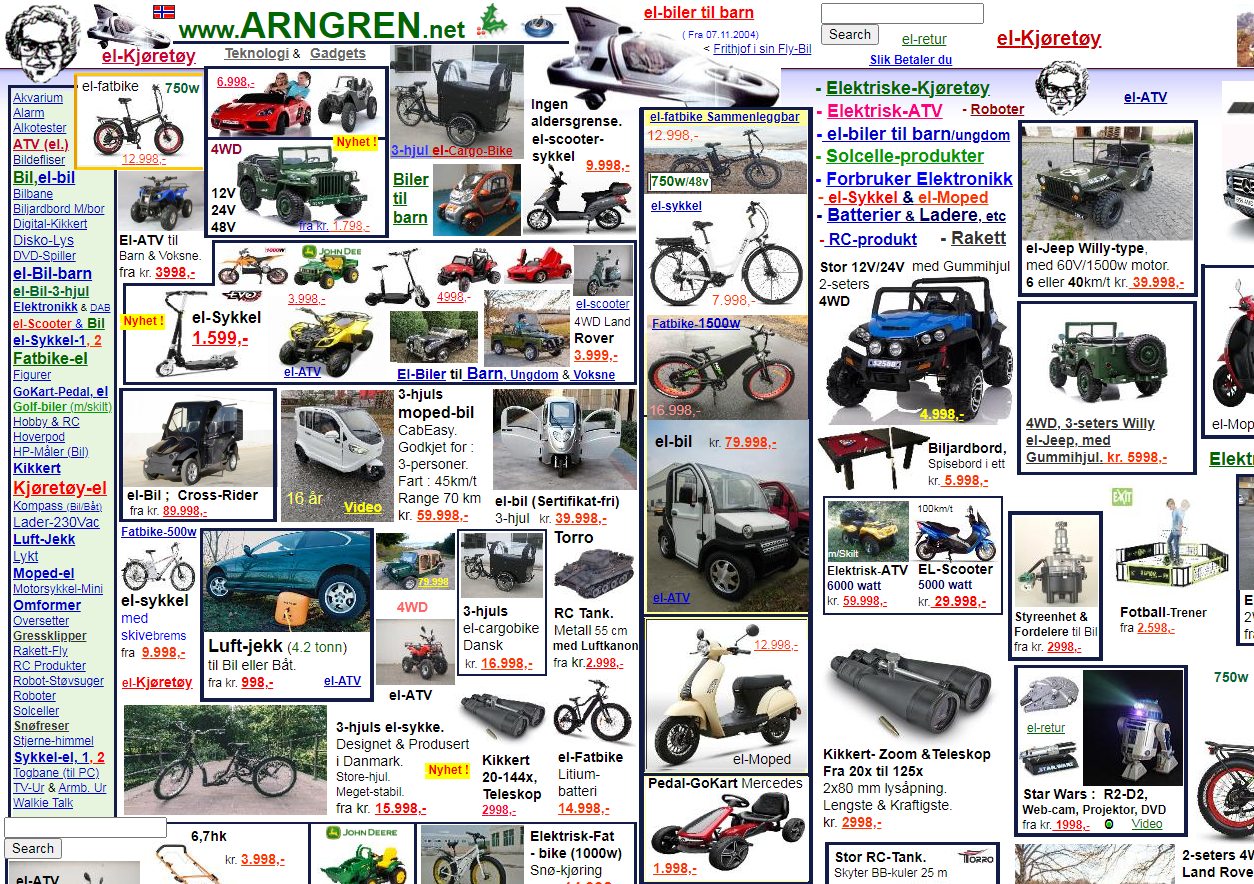 www.ARNGREN.net
el-Kjøretøy
Teknologi & Gadgets
el-biler til barn
( Fra 07.11.2004)
< Frithjof i sin Fly-Bil
Search
el-retur
Slik Betaler du
el-Kjøretøy
Akvarium
Alarm
Alkotester
ATV (el.)
Bildefliser
Bil,el-bil
Bilbane
Biljardbord M/bor
Digital-Kikkert
Disko-Lys
DVD-Spiller
el-Bil-barn
el-Bil-3-hjul
Elektronikk & DAB
el-Scooter & Bil
el-Sykkel-1, 2
Fatbike-el
Figurer
GoKart-Pedal, el
Golf-biler (m/skilt)
Hobby & RC
Hoverpod
HP-Måler (Bil)
Kikkert
Kjøretøy-el
Kompass (Bil/Båt)
Lader-230Vac
Luft-Jekk
Lykt
Moped-el
Motorsykkel-Mini
Omformer
Oversetter
Gressklipper
Rakett-Fly
RC Produkter
Robot-Støvsuger
Roboter
Solceller
Snøfreser
Stjerne-himmel
Sykkel-el, 1, 2
Togbane (til PC)
TV-Ur & Armb. Ur
Walkie Talk
Search
el-ATV
el-fatbike 750w
12.998,-
6.998,-
Nyhet !
4WD
12V
24V
48V
fra kr. 1.798,-
3-hjul el-Cargo-Bike
Biler
til
barn
Ingen
aldersgrense.
el-scooter-
sykkel
9.998,-
El-ATV til
Barn & Voksne.
fra kr. 3998,-
1000W
JOHN DEERE
3.998,-
4998,-
el-scooter
Nyhet !
EVO
el-Sykkel
1.599,-
el-ATV
4WD Land
Rover
3.999,-
El-Biler til Barn, Ungdom & Voksne
el-Bil ; Cross-Rider
fra kr. 89.998,-
16 år
Video
3-hjuls
moped-bil
CabEasy.
Godkjet for :
3-personer.
Fart : 45km/t
Range 70 km
kr. 59.998,-
el-bil (Sertifikat-fri)
3-hjul kr. 39.998,-
Fatbike-500w
el-sykkel
med
skivebrems
fra 9.998,-
el-Kjøretøy
Luft-jekk (4.2 tonn)
til Bil eller Båt.
fra kr. 998,-
el-ATV
79.998
4WD
el-ATV
3-hjuls
el-cargobike
Dansk
kr. 16.998,-
Torro
RC Tank.
Metall 55 cm
med Luftkanon
fra kr.2.998,-
3-hjuls el-sykke.
Designet & Produsert
i Danmark.
Store-hjul.
Meget-stabil.
fra kr. 15.998,-
Nyhet !
Kikkert
20-144x,
Teleskop
2998,-
el-Fatbike
Litium-
batteri
14.998,-
6,7hk
kr. 3.998,-
JOHN DEERE
Elektrisk-Fat
- bike (1000w)
Snø-kjøring
el-fatbike Sammenleggbar
12.998,-
750w/48v
el-sykkel
7.998,-
Fatbike-1500w
16.998,-
el-bil kr. 79.998,-
el-ATV
12.998,-
el-Moped
Pedal-GoKart Mercedes
1.998,-
- Elektriske-Kjøretøy
- Elektrisk-ATV - Roboter
- el-biler til barn/ungdom
- Solcelle-produkter
- Forbruker Elektronikk
- el-Sykkel & el-Moped
- Batterier & Ladere, etc
- RC-produkt - Rakett
el-ATV
el-Jeep Willy-type,
med 60V/1500w motor.
6 eller 40km/t kr. 39.998,-
Stor 12V/24V med Gummihjul
2-seters
4WD
4.998,-
4WD, 3-seters Willy
el-Jeep, med
Gummihjul. kr. 5998,-
el-Mop
Elektr
Biljardbord,
Spisebord i ett
kr. 5.998,-
m/Skilt
Elektrisk-ATV
6000 watt
kr. 59.998,-
100km/t
EL-Scooter
5000 watt
kr. 29.998,-
Styreenhet &
Fordelere til Bil
fra kr. 2998,-
EXIT
Fotball-Trener
fra 2.598,-
Kikkert- Zoom & Teleskop
Fra 20x til 125x
2x80 mm lysåpning.
Lengste & Kraftigste.
kr. 2998,-
el-retur
STAR WARS
Star Wars : R2-D2,
Web-cam, Projektor, DVD
fra kr. 1998,- Video
750w
Stor RC-Tank. TORRO
Skyter BB-kuler 25 m
2-seters 4W
Land Rove